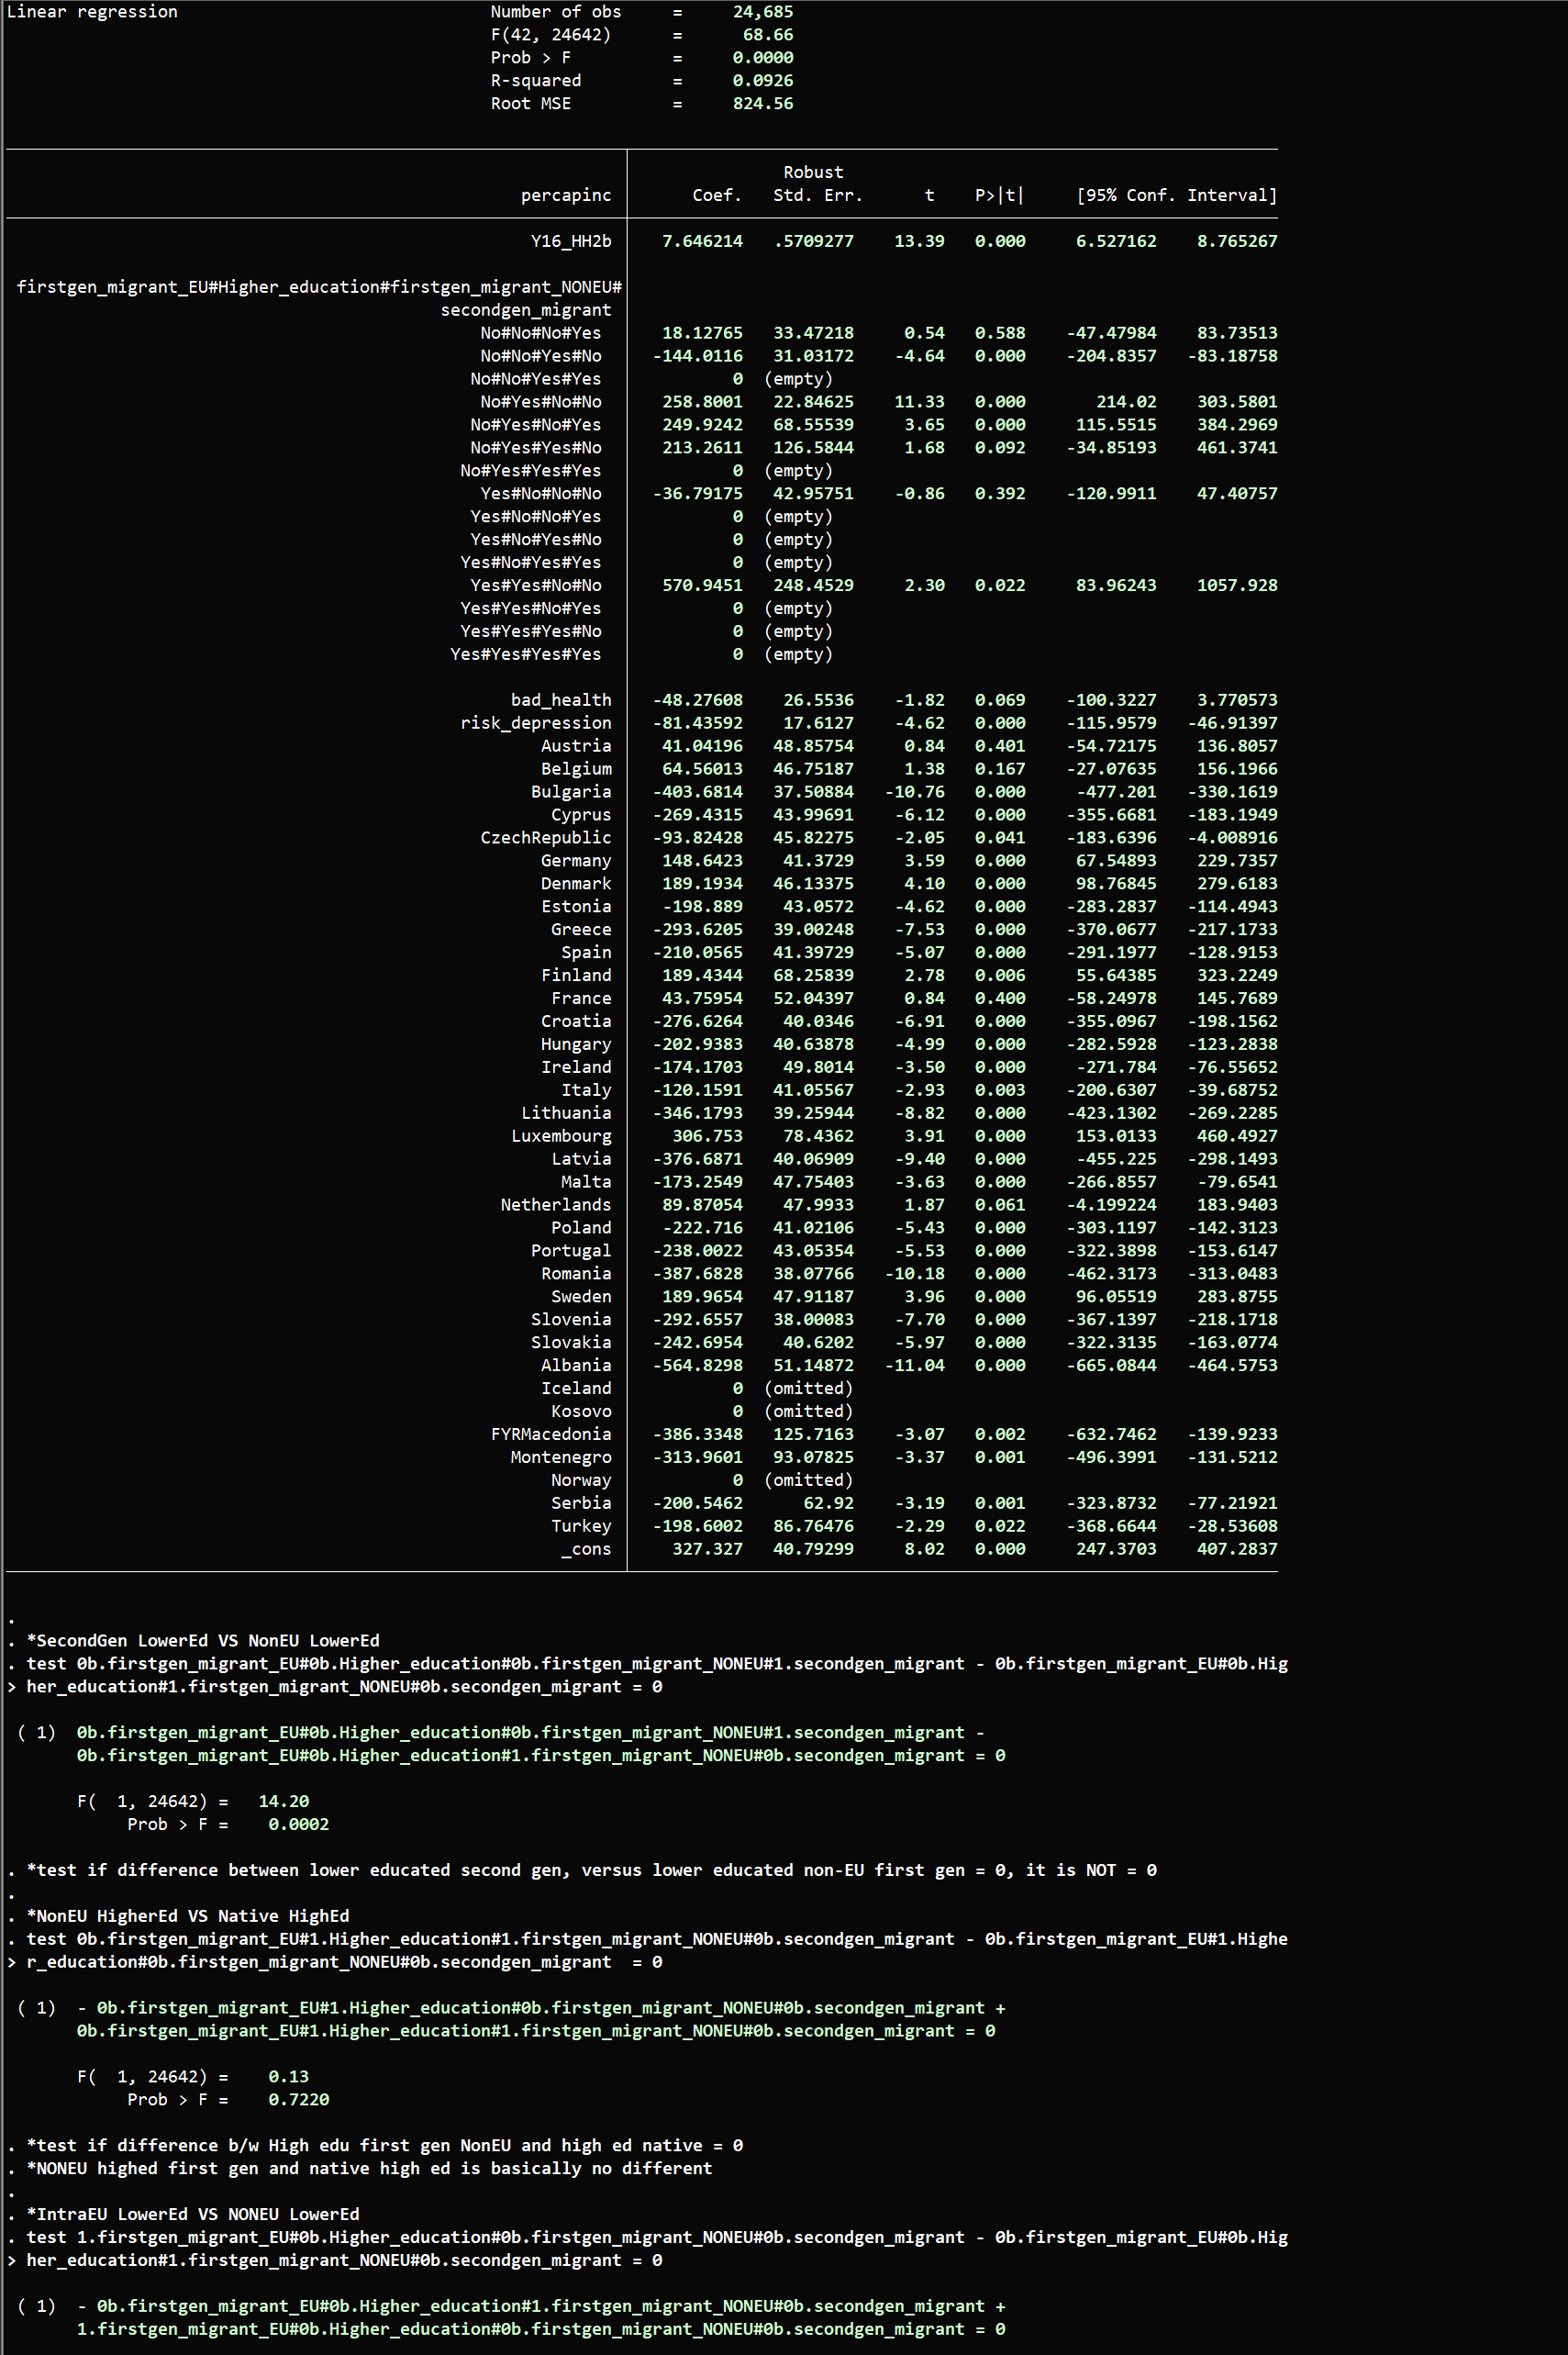 Linear regression Number of obs = 24,685
F(42, 24642) = 68.66
Prob > F = 0.0000
R-squared = 0.0926
Root MSE = 824.56
Robust
percapinc Coef. Std. Err. t P>|t| [95% Conf. Interval]
Y16_HH2b 7.646214 .5709277 13.39 0.000 6.527162 8.765267
firstgen_migrant_EU#Higher_education#firstgen_migrant_NONEU#
secondgen_migrant
No#No#No#Yes 18.12765 33.47218 0.54 0.588 -47.47984 83.73513
No#No#Yes#No -144.0116 31.03172 -4.64 0.000 -204.8357 -83.18758
No#No#Yes#Yes 0 (empty)
No#Yes#No#No 258.8001 22.84625 11.33 0.000 214.02 303.5801
No#Yes#No#Yes 249.9242 68.55539 3.65 0.000 115.5515 384.2969
No#Yes#Yes#No 213.2611 126.5844 1.68 0.092 -34.85193 461.3741
No#Yes#Yes#Yes 0 (empty)
Yes#No#No#No -36.79175 42.95751 -0.86 0.392 -120.9911 47.40757
Yes#No#No#Yes 0 (empty)
Yes#No#Yes#No 0 (empty)
Yes#No#Yes#Yes 0 (empty)
Yes#Yes#No#No 570.9451 248.4529 2.30 0.022 83.96243 1057.928
Yes#Yes#No#Yes 0 (empty)
Yes#Yes#Yes#No 0 (empty)
Yes#Yes#Yes#Yes 0 (empty)
bad_health -48.27608 26.5536 -1.82 0.069 -100.3227 3.770573
risk_depression -81.43592 17.6127 -4.62 0.000 -115.9579 -46.91397
Austria 41.04196 48.85754 0.84 0.401 -54.72175 136.8057
Belgium 64.56013 46.75187 1.38 0.167 -27.07635 156.1966
Bulgaria -403.6814 37.50884 -10.76 0.000 -477.201 -330.1619
Cyprus -269.4315 43.99691 -6.12 0.000 -355.6681 -183.1949
CzechRepublic -93.82428 45.82275 -2.05 0.041 -183.6396 -4.008916
Germany 148.6423 41.3729 3.59 0.000 67.54893 229.7357
Denmark 189.1934 46.13375 4.10 0.000 98.76845 279.6183
Estonia -198.889 43.0572 -4.62 0.000 -283.2837 -114.4943
Greece -293.6205 39.00248 -7.53 0.000 -370.0677 -217.1733
Spain -210.0565 41.39729 -5.07 0.000 -291.1977 -128.9153
Finland 189.4344 68.25839 2.78 0.006 55.64385 323.2249
France 43.75954 52.04397 0.84 0.400 -58.24978 145.7689
Croatia -276.6264 40.0346 -6.91 0.000 -355.0967 -198.1562
Hungary -202.9383 40.63878 -4.99 0.000 -282.5928 -123.2838
Ireland -174.1703 49.8014 -3.50 0.000 -271.784 -76.55652
Italy -120.1591 41.05567 -2.93 0.003 -200.6307 -39.68752
Lithuania -346.1793 39.25944 -8.82 0.000 -423.1302 -269.2285
Luxembourg 306.753 78.4362 3.91 0.000 153.0133 460.4927
Latvia -376.6871 40.06909 -9.40 0.000 -455.225 -298.1493
Malta -173.2549 47.75403 -3.63 0.000 -266.8557 -79.6541
Netherlands 89.87054 47.9933 1.87 0.061 -4.199224 183.9403
Poland -222.716 41.02106 -5.43 0.000 -303.1197 -142.3123
Portugal -238.0022 43.05354 -5.53 0.000 -322.3898 -153.6147
Romania -387.6828 38.07766 -10.18 0.000 -462.3173 -313.0483
Sweden 189.9654 47.91187 3.96 0.000 96.05519 283.8755
Slovenia -292.6557 38.00083 -7.70 0.000 -367.1397 -218.1718
Slovakia -242.6954 40.6202 -5.97 0.000 -322.3135 -163.0774
Albania -564.8298 51.14872 -11.04 0.000 -665.0844 -464.5753
Iceland 0 (omitted)
Kosovo 0 (omitted)
FYRMacedonia -386.3348 125.7163 -3.07 0.002 -632.7462 -139.9233
Montenegro -313.9601 93.07825 -3.37 0.001 -496.3991 -131.5212
Norway 0 (omitted)
Serbia -200.5462 62.92 -3.19 0.001 -323.8732 -77.21921
Turkey -198.6002 86.76476 -2.29 0.022 -368.6644 -28.53608
_cons 327.327 40.79299 8.02 0.000 247.3703 407.2837
.
. *SecondGen LowerEd VS NonEU LowerEd
. test 0b.firstgen_migrant_EU#0b.Higher_education#0b.firstgen_migrant_NONEU#1.secondgen_migrant - 0b.firstgen_migrant_EU#0b.Hig
> her_education#1.firstgen_migrant_NONEU#0b.secondgen_migrant = 0
( 1) 0b.firstgen_migrant_EU#0b.Higher_education#0b.firstgen_migrant_NONEU#1.secondgen_migrant -
0b.firstgen_migrant_EU#0b.Higher_education#1.firstgen_migrant_NONEU#0b.secondgen_migrant = 0
F( 1, 24642) = 14.20
Prob > F = 0.0002
. *test if difference between lower educated second gen, versus lower educated non-EU first gen = 0, it is NOT = 0
.
. *NonEU HigherEd VS Native HighEd
. test 0b.firstgen_migrant_EU#1.Higher_education#1.firstgen_migrant_NONEU#0b.secondgen_migrant - 0b.firstgen_migrant_EU#1.Highe
> r_education#0b.firstgen_migrant_NONEU#0b.secondgen_migrant = 0
( 1) - 0b.firstgen_migrant_EU#1.Higher_education#0b.firstgen_migrant_NONEU#0b.secondgen_migrant +
0b.firstgen_migrant_EU#1.Higher_education#1.firstgen_migrant_NONEU#0b.secondgen_migrant = 0
F( 1, 24642) = 0.13
Prob > F = 0.7220
. *test if difference b/w High edu first gen NonEU and high ed native = 0
. *NONEU highed first gen and native high ed is basically no different
.
. *IntraEU LowerEd VS NONEU LowerEd
. test 1.firstgen_migrant_EU#0b.Higher_education#0b.firstgen_migrant_NONEU#0b.secondgen_migrant - 0b.firstgen_migrant_EU#0b.Hig
> her_education#1.firstgen_migrant_NONEU#0b.secondgen_migrant = 0
( 1) - 0b.firstgen_migrant_EU#0b.Higher_education#1.firstgen_migrant_NONEU#0b.secondgen_migrant +
1.firstgen_migrant_EU#0b.Higher_education#0b.firstgen_migrant_NONEU#0b.secondgen_migrant = 0